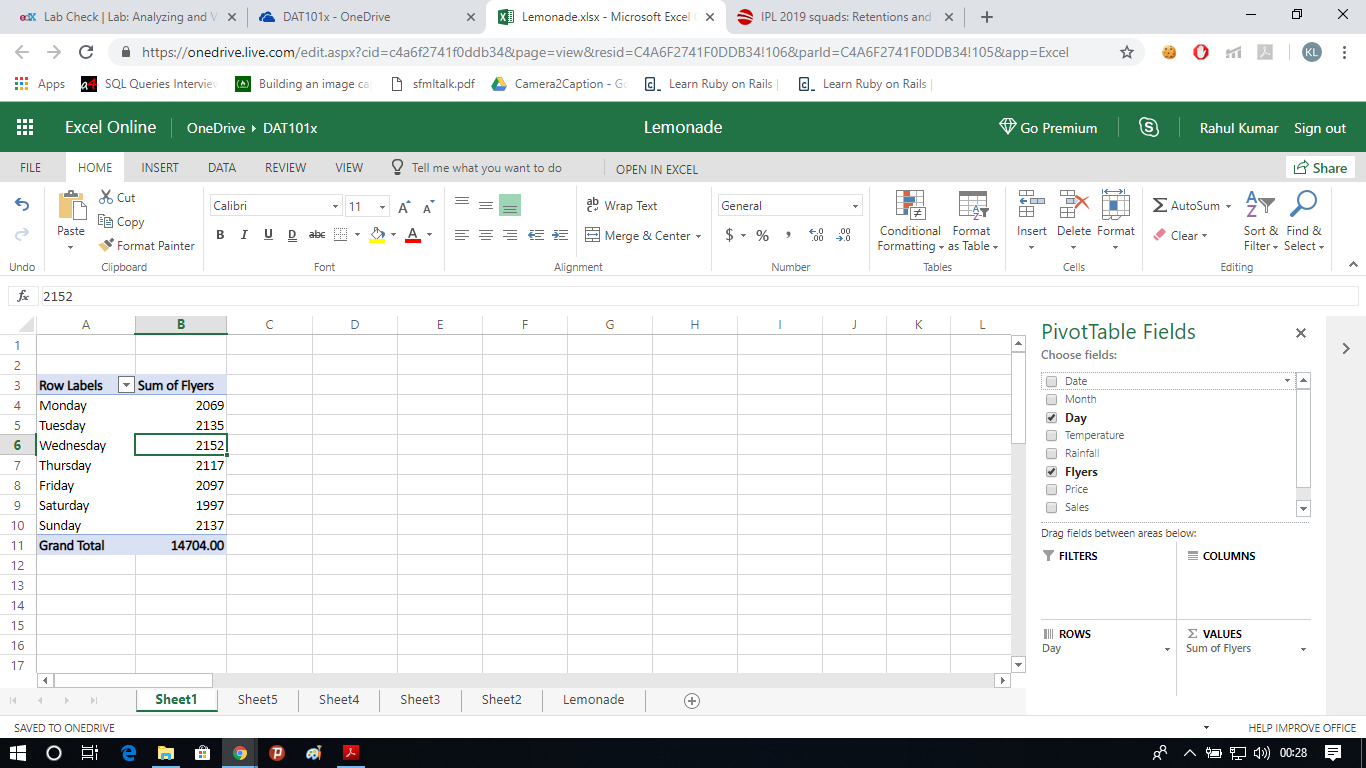 edX Lab Check | Lab: Analyzing and V
DAT101x - OneDrive
Lemonade.xlsx - Microsoft Excel
IPL 2019 squads: Retentions and
https://onedrive.live.com/edit.aspx?cid=c4a6f2741f0ddb34&page=view&resid=C4A6F2741F0DDB34!106&parId=C4A6F2741F0DDB34!105&app=Excel
KL
Apps
SQL Queries Interview
Building an image ca
sfmltalk.pdf
Camera2Caption - Go
Learn Ruby on Rails |
Learn Ruby on Rails |
Excel Online
OneDrive
DAT101x
Lemonade
Go Premium
Rahul Kumar
Sign out
FILE HOME INSERT DATA REVIEW VIEW Tell me what you want to do OPEN IN EXCEL
Share
Paste
Cut
Copy
Format Painter
Calibri 11
B I U D abc A
Wrap Text
Merge & Center
General
$ % ,
Conditional Formatting
Format as Table
Insert Delete Format
AutoSum
Clear
Sort & Filter
Find & Select
Undo Clipboard Font Alignment Number Tables Cells Editing
fx 2152
A B C D E F G H I J K L
1
2
3 Row Labels Sum of Flyers
4 Monday 2069
5 Tuesday 2135
6 Wednesday 2152
7 Thursday 2117
8 Friday 2097
9 Saturday 1997
10 Sunday 2137
11 Grand Total 14704.00
12
13
14
15
16
17
PivotTable Fields
Choose fields:
Date
Month
Day
Temperature
Rainfall
Flyers
Price
Sales
Drag fields between areas below:
FILTERS
COLUMNS
ROWS
Day
VALUES
Sum of Flyers
Sheet1 Sheet5 Sheet4 Sheet3 Sheet2 Lemonade
SAVED TO ONEDRIVE
HELP IMPROVE OFFICE
00:28